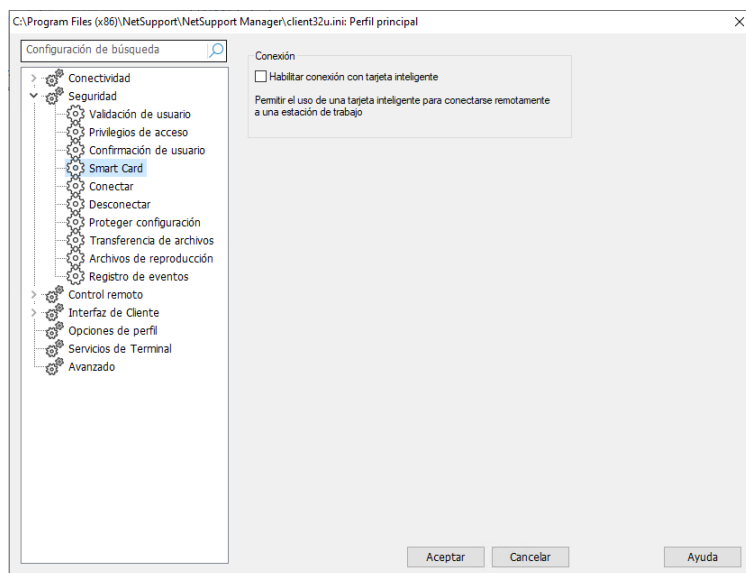 C:\Program Files (x86)\NetSupport\NetSupport Manager\client32u.ini: Perfil principal
Configuración de búsqueda
Conectividad
Seguridad
Validación de usuario
Privilegios de acceso
Confirmación de usuario
Smart Card
Conectar
Desconectar
Proteger configuración
Transferencia de archivos
Archivos de reproducción
Registro de eventos
Control remoto
Interfaz de Cliente
Opciones de perfil
Servicios de Terminal
Avanzado
Conexión
Habilitar conexión con tarjeta inteligente
Permitir el uso de una tarjeta inteligente para conectarse remotamente
a una estación de trabajo
Aceptar
Cancelar
Ayuda